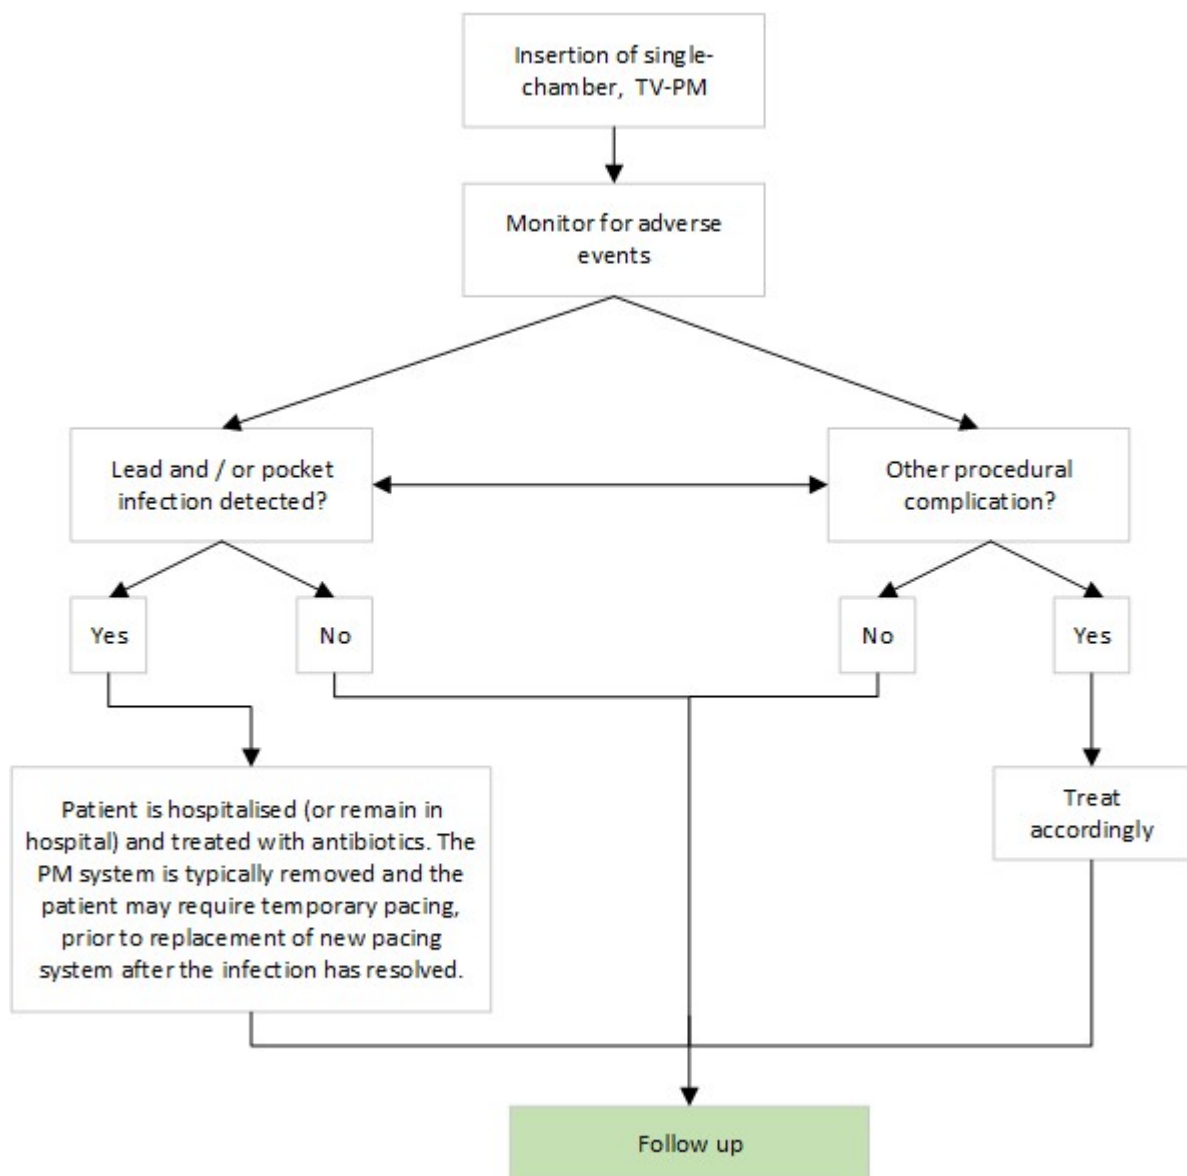 Insertion of single-
chamber, TV-PM
Monitor for adverse
events
Lead and / or pocket
infection detected?
Other procedural
complication?
Yes
No
No
Yes
Patient is hospitalised (or remain in
hospital) and treated with antibiotics. The
PM system is typically removed and the
patient may require temporary pacing,
prior to replacement of new pacing
system after the infection has resolved.
Treat
accordingly
Follow up